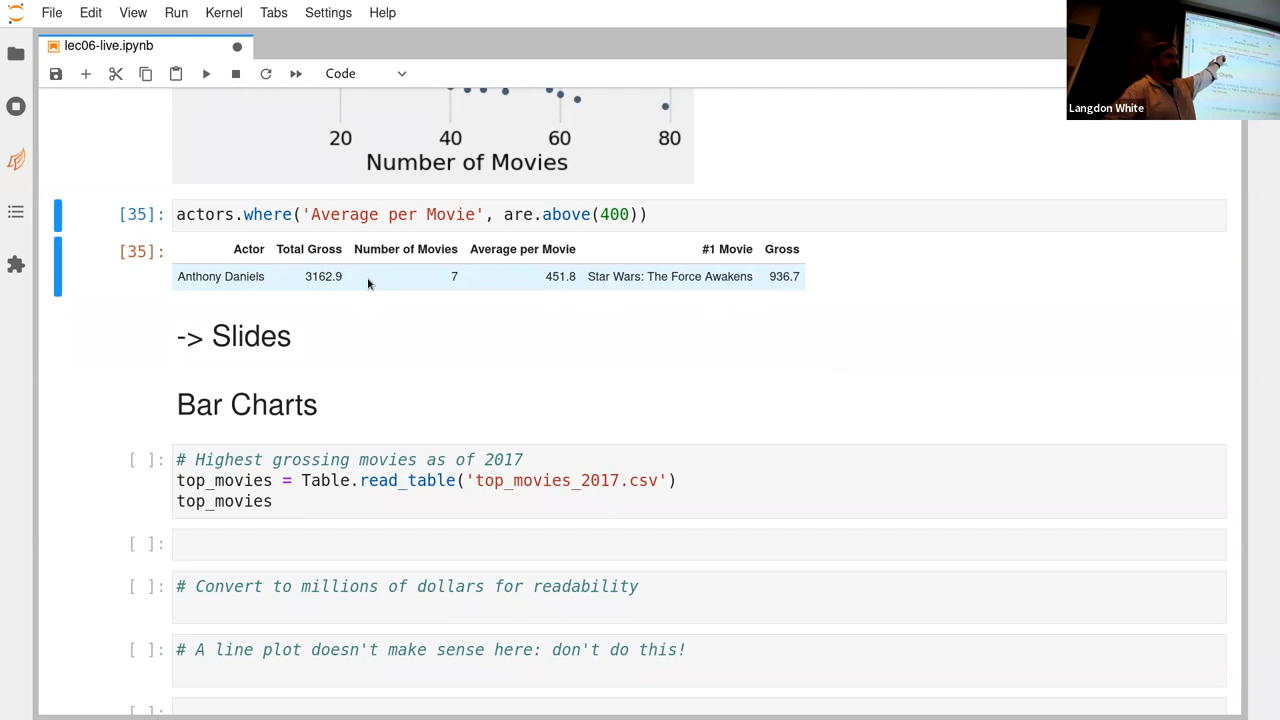 File Edit View Run Kernel Tabs Settings Help
lec06-live.ipynb
Code
Langdon White
20 40 60 80
Number of Movies
[35]: actors.where('Average per Movie', are.above(400))
[35]: Actor Total Gross Number of Movies Average per Movie #1 Movie Gross
Anthony Daniels 3162.9 7 451.8 Star Wars: The Force Awakens 936.7
-> Slides
Bar Charts
[ ]: # Highest grossing movies as of 2017
top_movies = Table.read_table('top_movies_2017.csv')
top_movies
[ ]:
[ ]: # Convert to millions of dollars for readability
[ ]: # A line plot doesn't make sense here: don't do this!
[ ]: